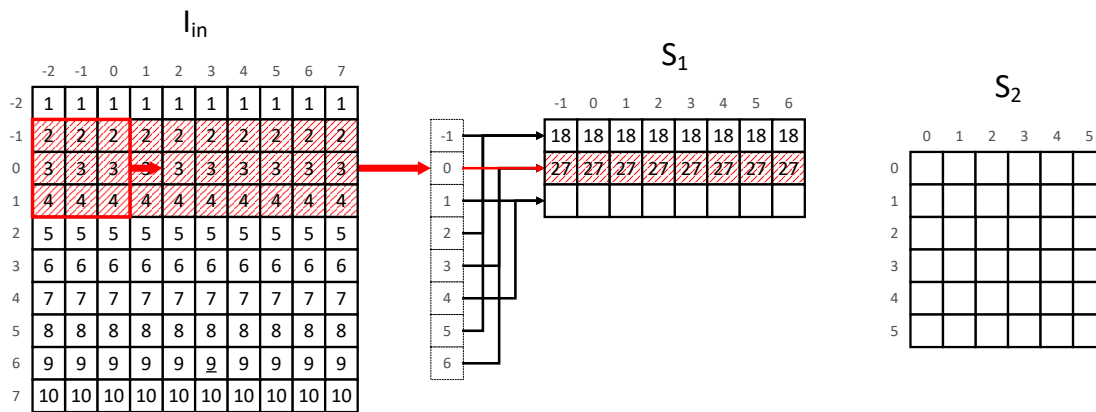 I_in
-2 -1 0 1 2 3 4 5 6 7
-2 1 1 1 1 1 1 1 1 1 1
-1 2 2 2 2 2 2 2 2 2 2
0 3 3 3 3 3 3 3 3 3 3
1 4 4 4 4 4 4 4 4 4 4
2 5 5 5 5 5 5 5 5 5 5
3 6 6 6 6 6 6 6 6 6 6
4 7 7 7 7 7 7 7 7 7 7
5 8 8 8 8 8 8 8 8 8 8
6 9 9 9 9 9 9 9 9 9 9
7 10 10 10 10 10 10 10 10 10 10
-1
0
1
2
3
4
5
6
S1
-1 0 1 2 3 4 5 6
18 18 18 18 18 18 18 18
27 27 27 27 27 27 27 27
S2
0 1 2 3 4 5
0
1
2
3
4
5